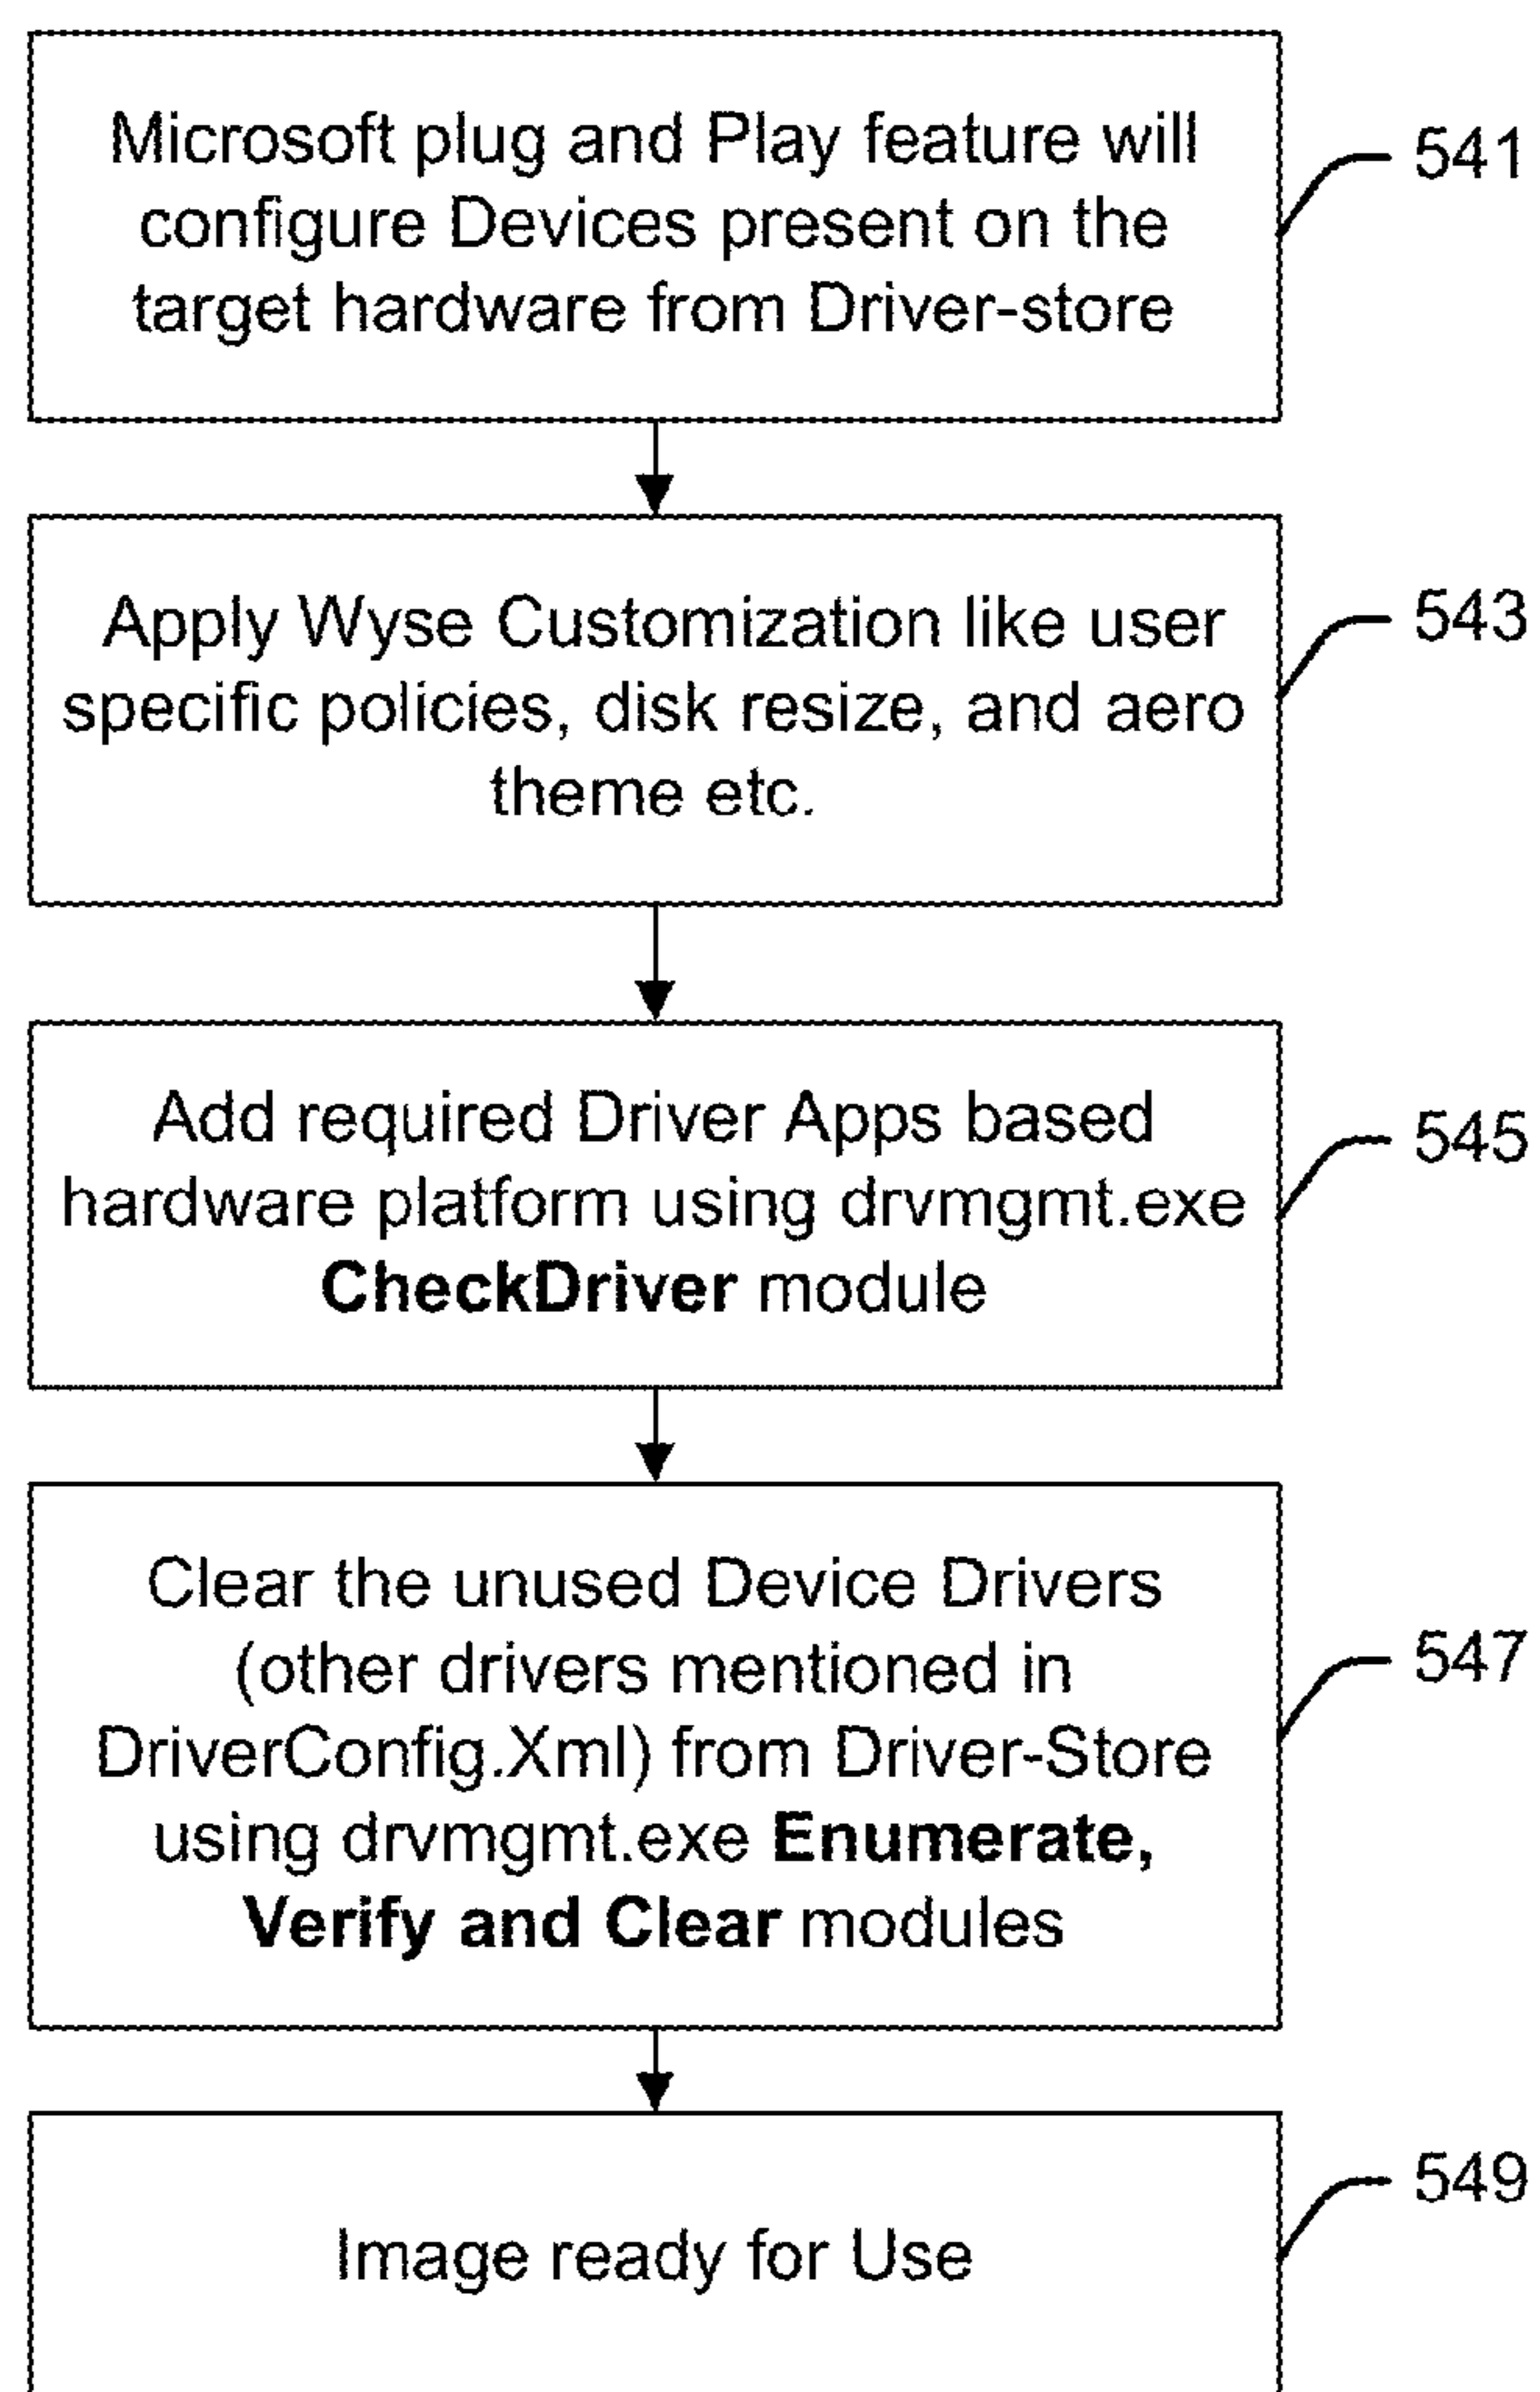 Microsoft plug and Play feature will
configure Devices present on the
target hardware from Driver-store
541
Apply Wyse Customization like user
specific policies, disk resize, and aero
theme etc.
543
Add required Driver Apps based
hardware platform using drvmgmt.exe
CheckDriver module
545
Clear the unused Device Drivers
(other drivers mentioned in
DriverConfig.Xml) from Driver-Store
using drvmgmt.exe Enumerate,
Verify and Clear modules
547
Image ready for Use
549